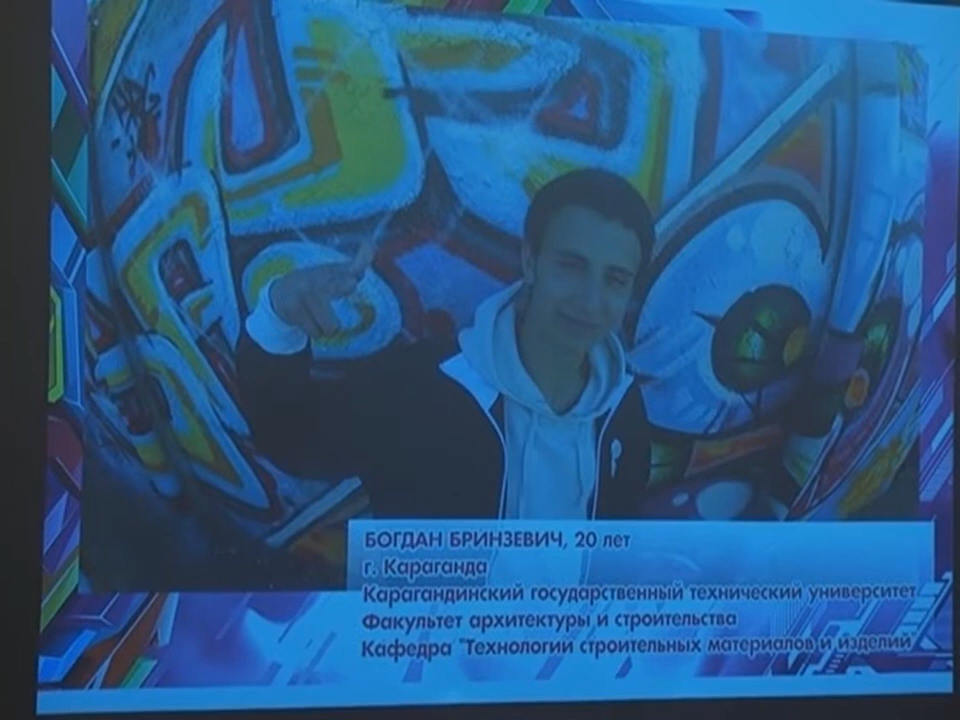 БОГДАН БРИНЗЕВИЧ, 20 лет
г. Караганда
Карагандинский государственный технический университет
Факультет архитектуры и строительства
Кафедра "Технологии строительных материалов и изделий"